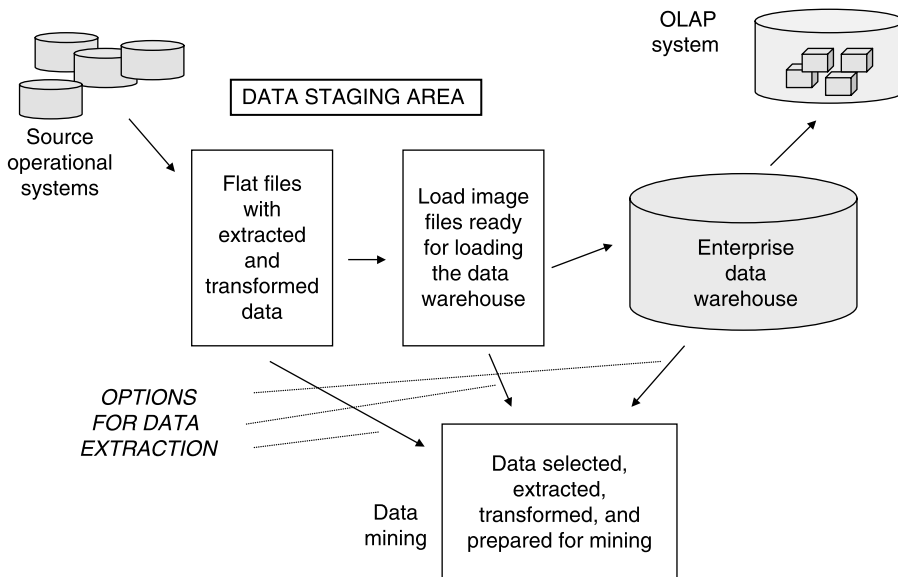 OLAP
system
DATA STAGING AREA
Source
operational
systems
Flat files
with
extracted
and
transformed
data
Load image
files ready
for loading
the data
warehouse
Enterprise
data
warehouse
OPTIONS
FOR DATA
EXTRACTION
Data
mining
Data selected,
extracted,
transformed, and
prepared for mining